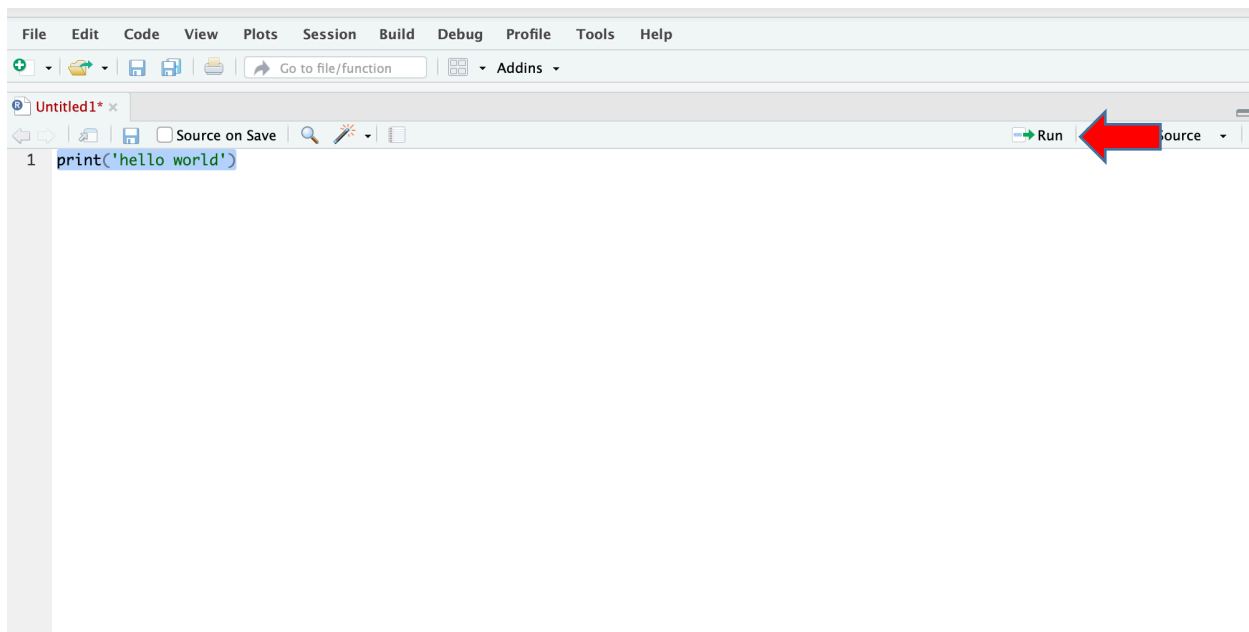 File Edit Code View Plots Session Build Debug Profile Tools Help
Go to file/function Addins
Untitled1*
Source on Save Run
1 print('hello world')